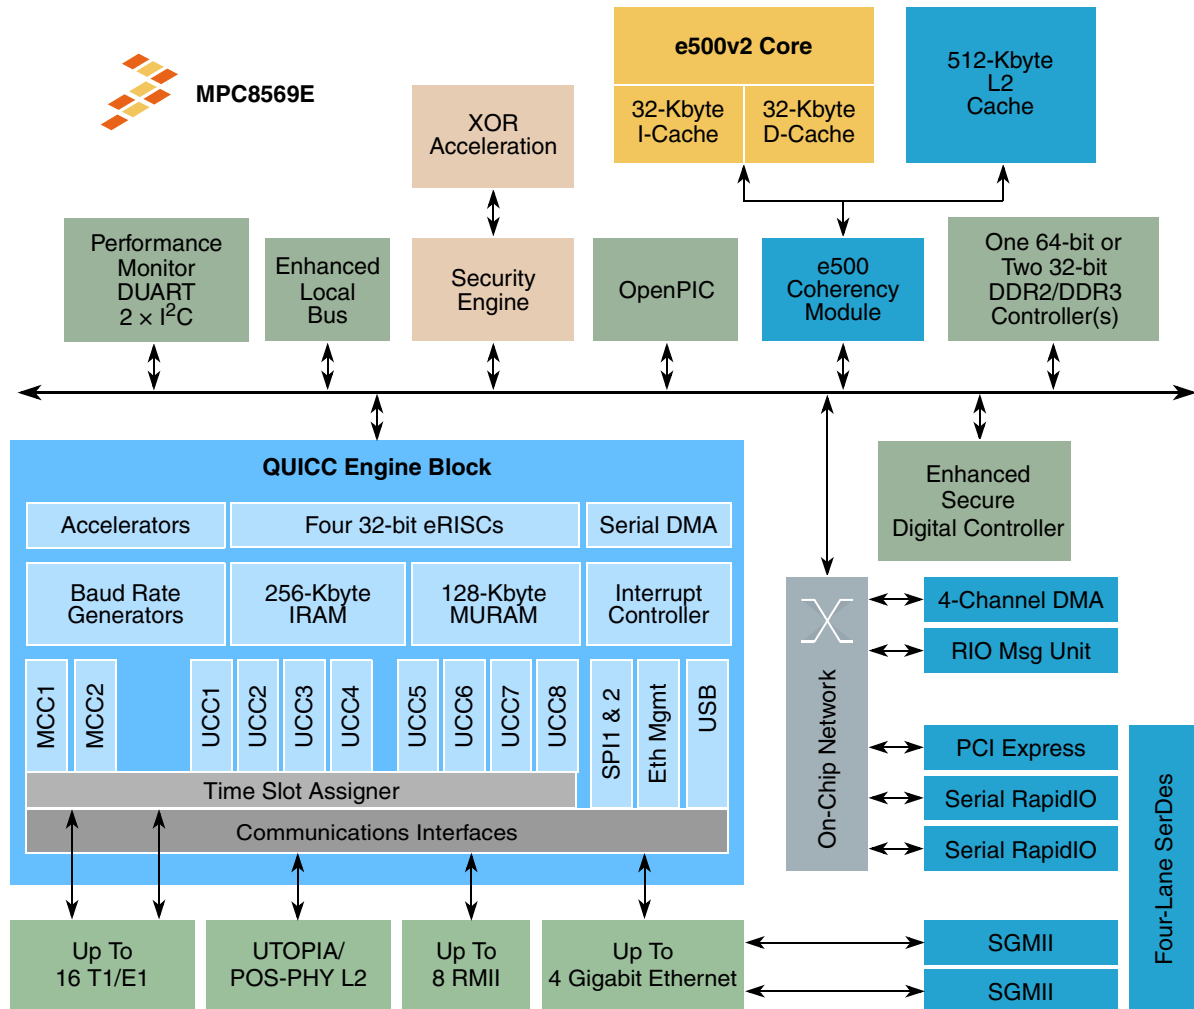 MPC8569E
XOR
Acceleration
e500v2 Core
32-Kbyte
I-Cache
32-Kbyte
D-Cache
512-Kbyte
L2
Cache
Performance
Monitor
DUART
2 × I²C
Enhanced
Local
Bus
Security
Engine
OpenPIC
e500
Coherency
Module
One 64-bit or
Two 32-bit
DDR2/DDR3
Controller(s)
QUICC Engine Block
Accelerators
Four 32-bit eRISCs
Serial DMA
Baud Rate
Generators
256-Kbyte
IRAM
128-Kbyte
MURAM
Interrupt
Controller
MCC1
MCC2
UCC1
UCC2
UCC3
UCC4
UCC5
UCC6
UCC7
UCC8
SPI1 & 2
Eth Mgmt
USB
Time Slot Assigner
Communications Interfaces
Enhanced
Secure
Digital Controller
On-Chip Network
4-Channel DMA
RIO Msg Unit
PCI Express
Serial RapidIO
Serial RapidIO
Four-Lane SerDes
Up To
16 T1/E1
UTOPIA/
POS-PHY L2
Up To
8 RMII
Up To
4 Gigabit Ethernet
SGMII
SGMII